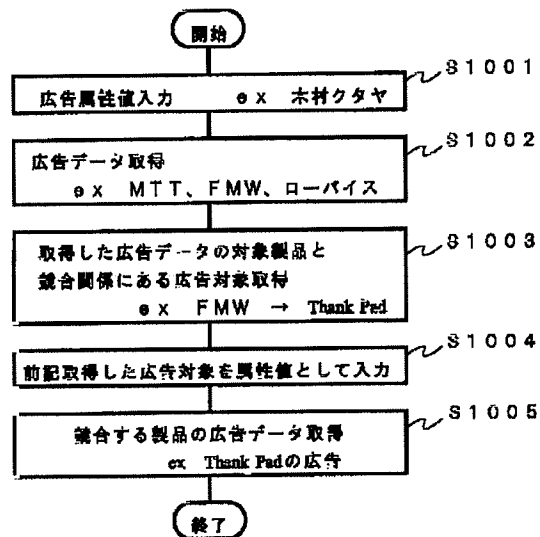 開始
S1001
広告属性値入力 ex 木村クタヤ
S1002
広告データ取得
ex MTT、FMW、ローバイス
S1003
取得した広告データの対象製品と
競合関係にある広告対象取得
ex FMW → Thank Pad
S1004
前記取得した広告対象を属性値として入力
S1005
競合する製品の広告データ取得
ex Thank Padの広告
終了